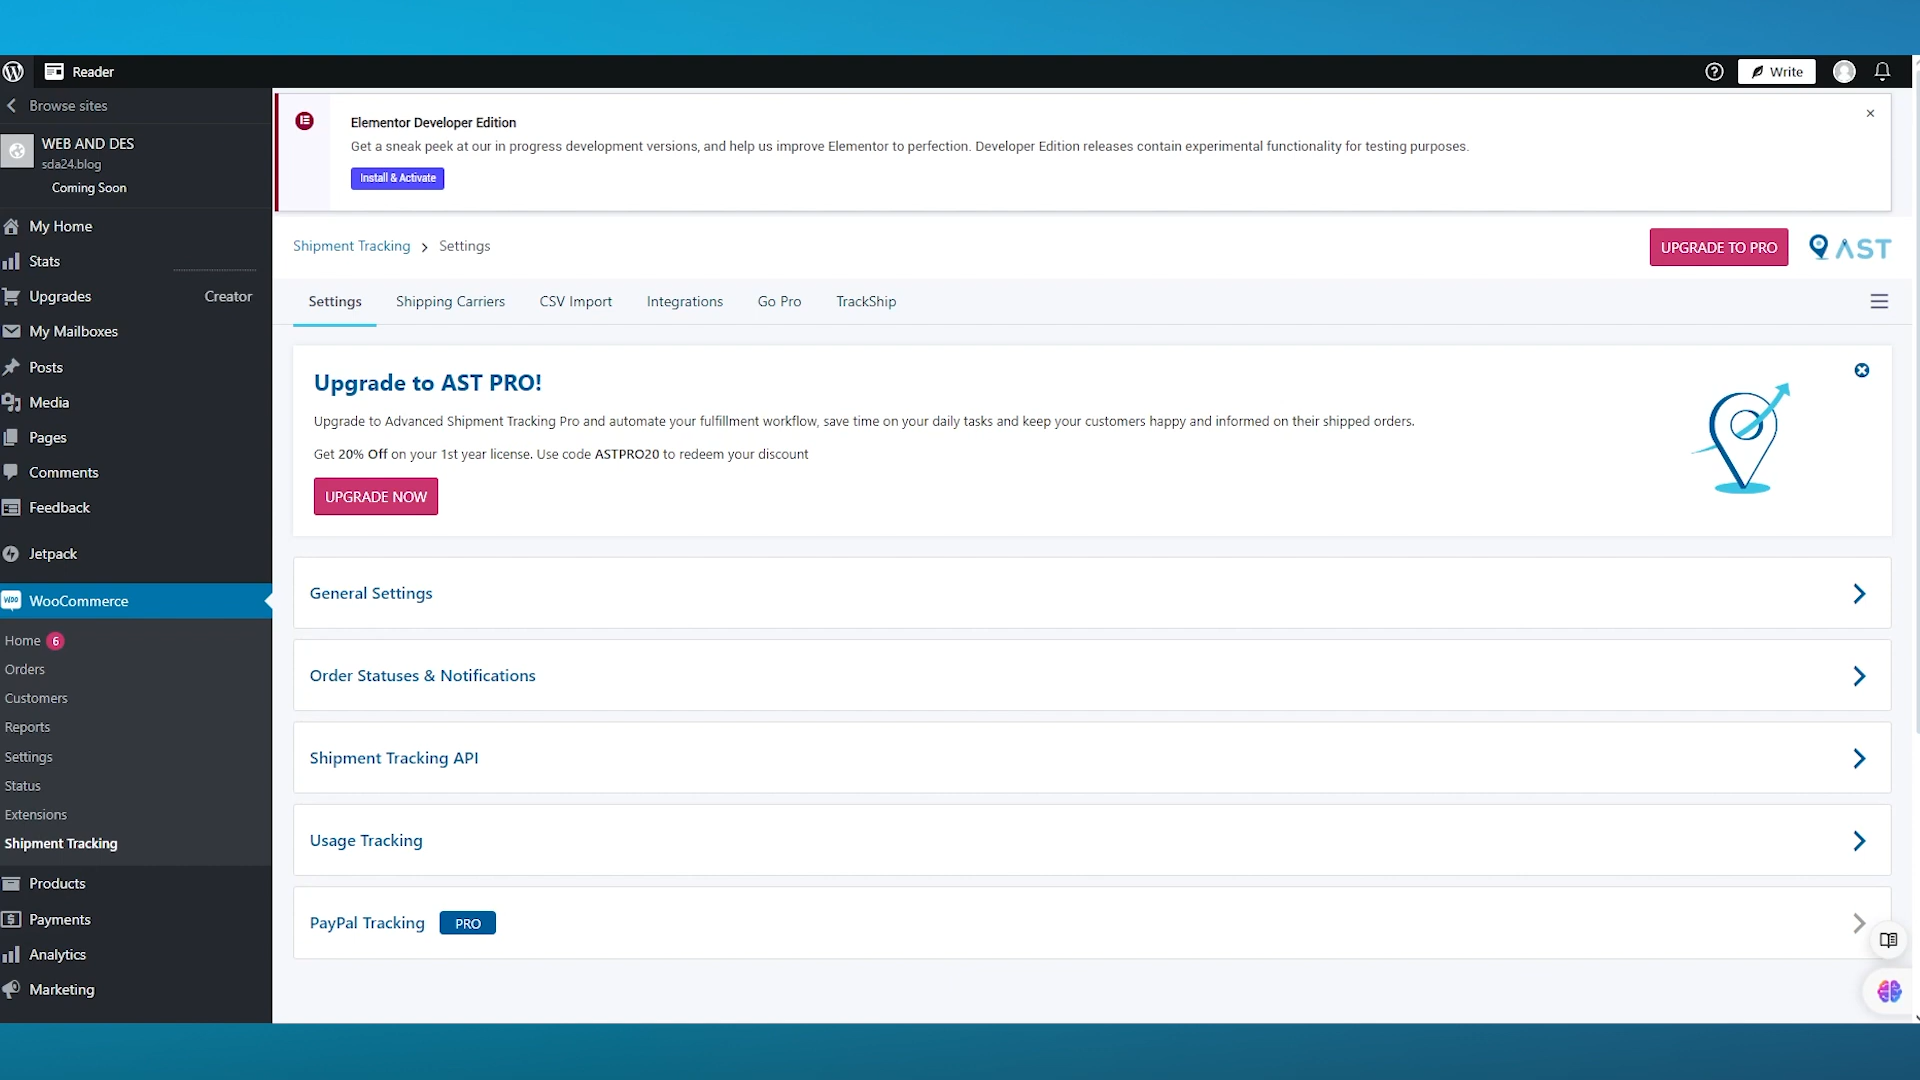 Reader
Write
Browse sites
WEB AND DES
sda24.blog
Coming Soon
My Home
Stats
Upgrades Creator
My Mailboxes
Posts
Media
Pages
Comments
Feedback
Jetpack
WooCommerce
Home 6
Orders
Customers
Reports
Settings
Status
Extensions
Shipment Tracking
Products
Payments
Analytics
Marketing
Elementor Developer Edition
Get a sneak peek at our in progress development versions, and help us improve Elementor to perfection. Developer Edition releases contain experimental functionality for testing purposes.
Install & Activate
Shipment Tracking > Settings
UPGRADE TO PRO
AST
Settings Shipping Carriers CSV Import Integrations Go Pro TrackShip
Upgrade to AST PRO!
Upgrade to Advanced Shipment Tracking Pro and automate your fulfillment workflow, save time on your daily tasks and keep your customers happy and informed on their shipped orders.
Get 20% Off on your 1st year license. Use code ASTPRO20 to redeem your discount
UPGRADE NOW
General Settings
Order Statuses & Notifications
Shipment Tracking API
Usage Tracking
PayPal Tracking PRO